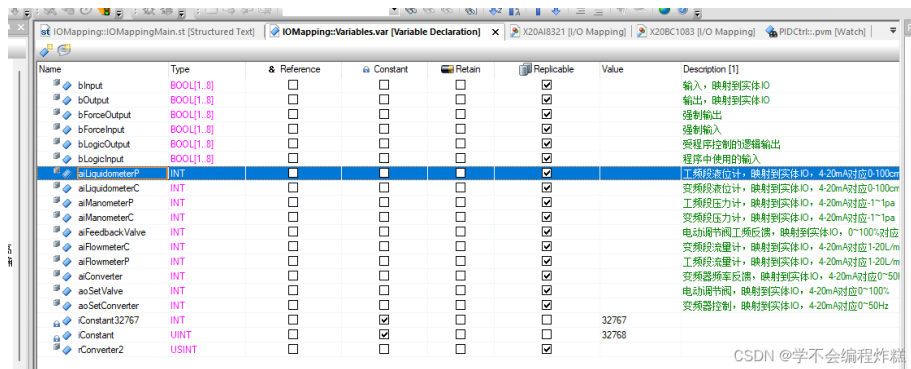 IOMapping::IOMappingMain.st [Structured Text] IOMapping::Variables.var [Variable Declaration] X20AI8321 [I/O Mapping] X20BC1083 [I/O Mapping] PIDCtrl::.pvm [Watch]
Name Type & Reference Constant Retain Replicable Value Description [1]
bInput BOOL[1..8] 输入，映射到实体IO
bOutput BOOL[1..8] 输出，映射到实体IO
bForceOutput BOOL[1..8] 强制输出
bForceInput BOOL[1..8] 强制输入
bLogicOutput BOOL[1..8] 受程序控制的逻辑输出
bLogicInput BOOL[1..8] 程序中使用的输入
aiLiquidometerP INT 工频段液位计，映射到实体IO，4-20mA对应0-100cm
aiLiquidometerC INT 变频段液位计，映射到实体IO，4-20mA对应0-100cm
aiManometerP INT 工频段压力计，映射到实体IO，4-20mA对应-1~1pa
aiManometerC INT 变频段压力计，映射到实体IO，4-20mA对应-1~1pa
aiFeedbackValve INT 电动调节阀工频反馈，映射到实体IO，0~100%对应
aiFlowmeterC INT 变频段流量计，映射到实体IO，4-20mA对应1-20L/m
aiFlowmeterP INT 工频段流量计，映射到实体IO，4-20mA对应1-20L/m
aiConverter INT 变频器频率反馈，映射到实体IO，4-20mA对应0~50
aoSetValve INT 电动调节阀，映射到实体IO，4-20mA对应0~100%
aoSetConverter INT 变频器控制，映射到实体IO，4-20mA对应0~50Hz
iConstant32767 INT 32767
iConstant UINT 32768
rConverter2 USINT
CSDN @学不会编程炸糕